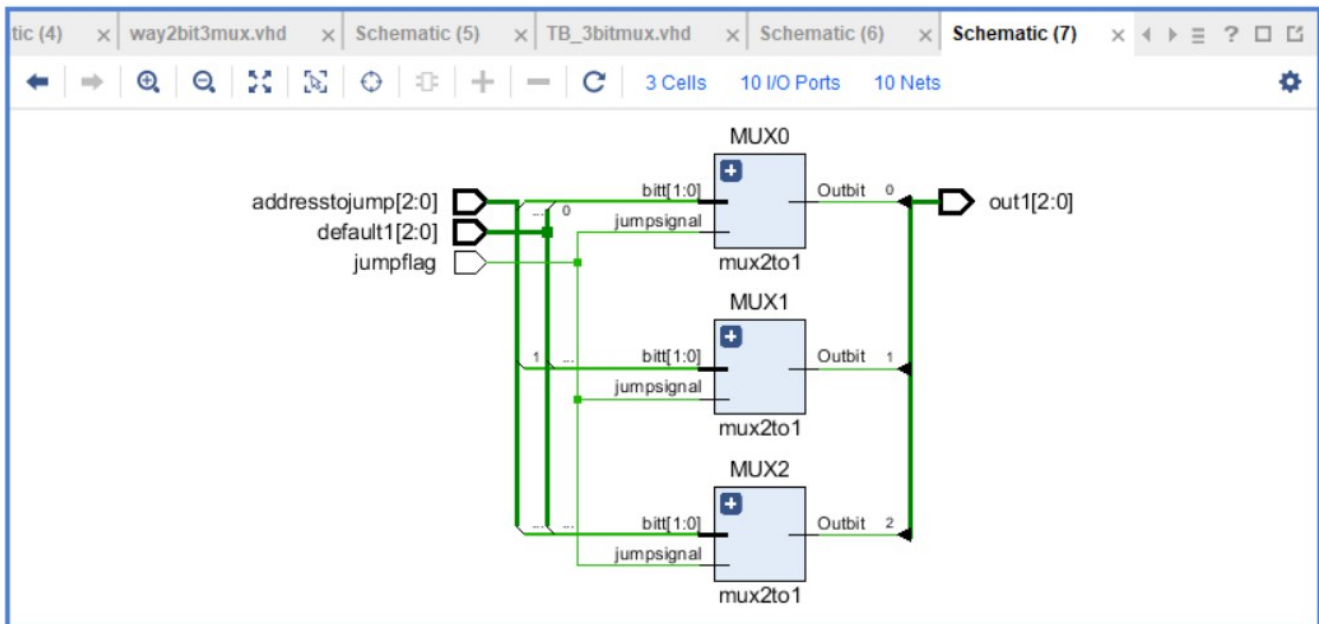 tic (4) × way2bit3mux.vhd × Schematic (5) × TB_3bitmux.vhd × Schematic (6) × Schematic (7) × ?
3 Cells 10 I/O Ports 10 Nets
MUX0
addresstojump[2:0] bitt[1:0] Outbit 0 out1[2:0]
... 0
default1[2:0] jumpsignal
jumpflag mux2to1
MUX1
1 ... bitt[1:0] Outbit 1
jumpsignal
mux2to1
MUX2
... ... bitt[1:0] Outbit 2
jumpsignal
mux2to1